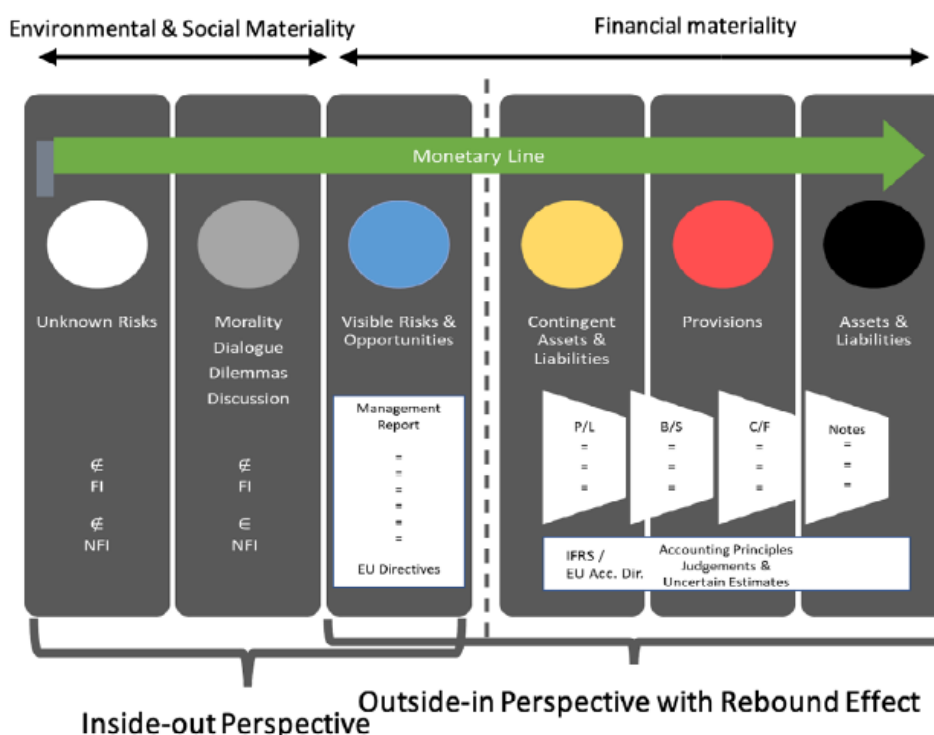 Environmental & Social Materiality
Financial materiality
Monetary Line
Unknown Risks
∉
FI
∉
NFI
Morality
Dialogue
Dilemmas
Discussion
∉
FI
∈
NFI
Visible Risks &
Opportunities
Management
Report
=
=
=
=
=
=
EU Directives
Contingent
Assets &
Liabilities
Provisions
Assets &
Liabilities
P/L
=
=
=
B/S
=
=
=
C/F
=
=
=
Notes
=
=
=
IFRS /
EU Acc. Dir.
Accounting Principles
Judgements &
Uncertain Estimates
Inside-out Perspective
Outside-in Perspective with Rebound Effect